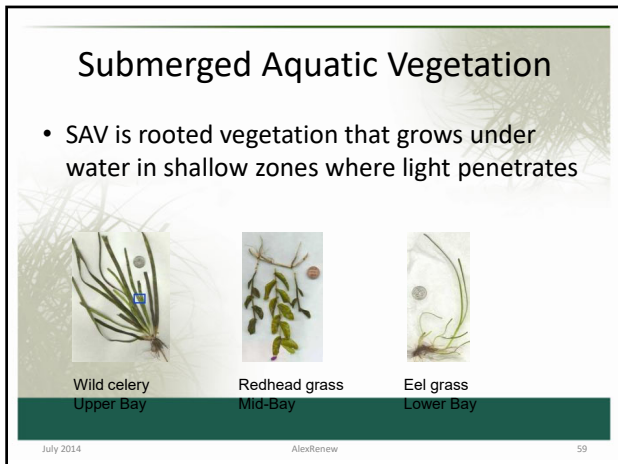 Submerged Aquatic Vegetation
• SAV is rooted vegetation that grows under
water in shallow zones where light penetrates
Wild celery
Upper Bay
Redhead grass
Mid-Bay
Eel grass
Lower Bay
July 2014
AlexRenew
59